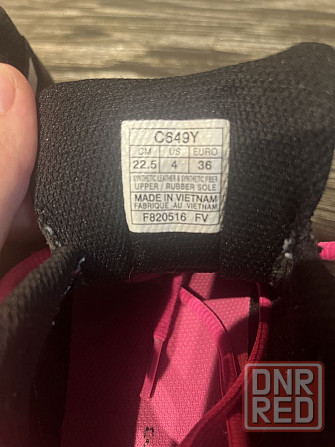 C649Y
CM US EURO
22.5 4 36
SYNTHETIC LEATHER & SYNTHETIC FIBER
UPPER / RUBBER SOLE
MADE IN VIETNAM
FABRIQUE AU VIETNAM
F820516 FV
DNR
RED